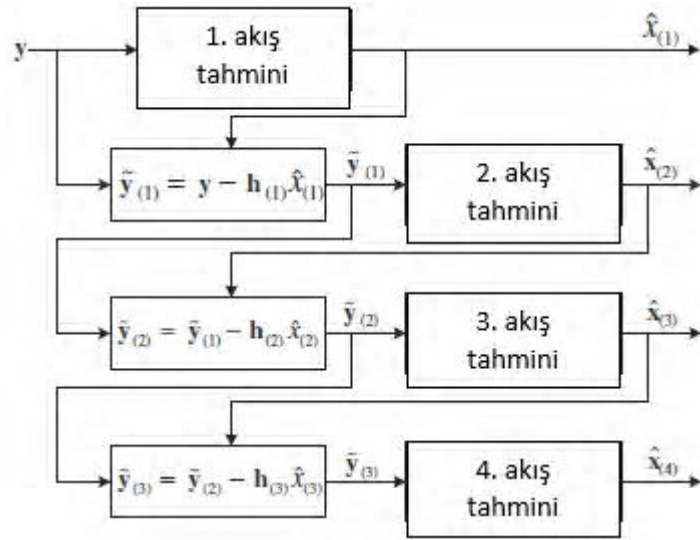 y
1. akış
tahmini
x̂(1)
ỹ(1) = y − h(1)x̂(1)
ỹ(1)
2. akış
tahmini
x̂(2)
ỹ(2) = ỹ(1) − h(2)x̂(2)
ỹ(2)
3. akış
tahmini
x̂(3)
ỹ(3) = ỹ(2) − h(3)x̂(3)
ỹ(3)
4. akış
tahmini
x̂(4)